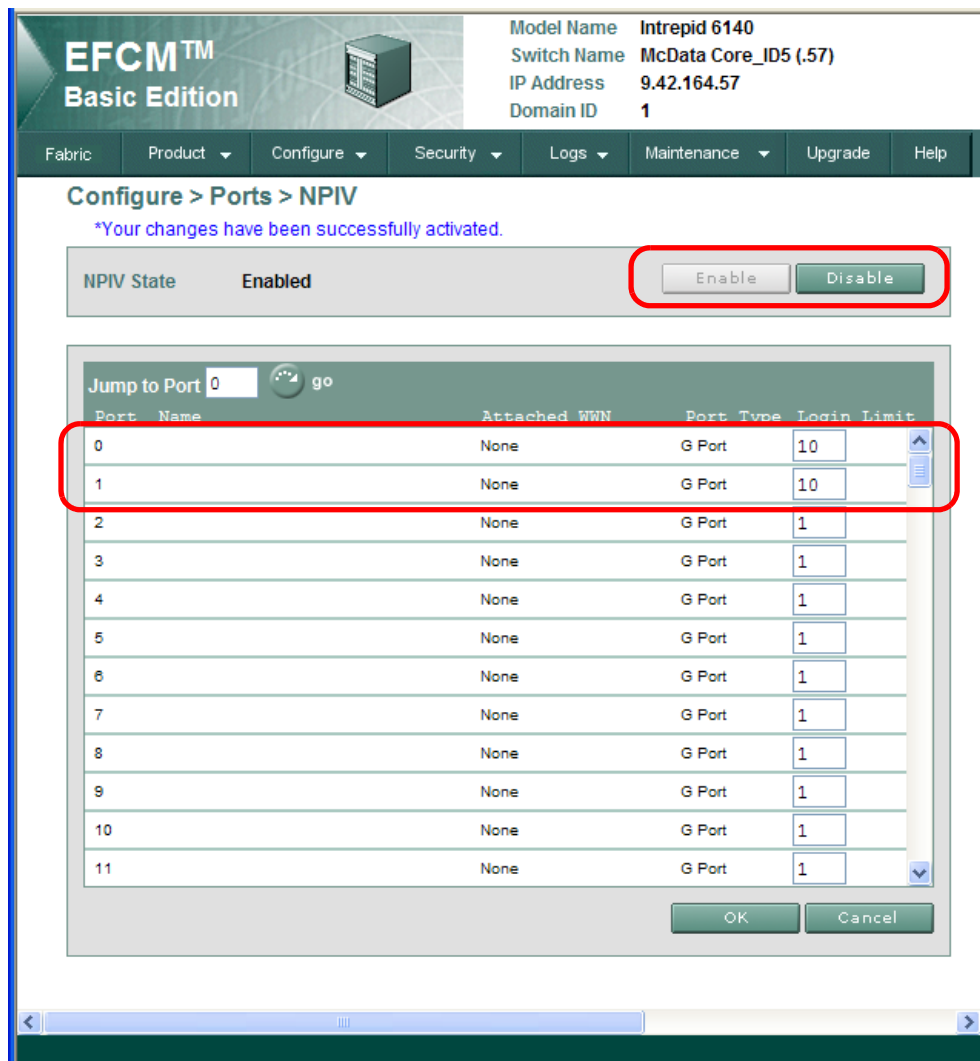 EFCM™
Basic Edition
Model Name Intrepid 6140
Switch Name McData Core_ID5 (.57)
IP Address 9.42.164.57
Domain ID 1
Fabric Product Configure Security Logs Maintenance Upgrade Help
Configure > Ports > NPIV
*Your changes have been successfully activated.
NPIV State Enabled Enable Disable
Jump to Port 0 go
Port Name Attached WWN Port Type Login Limit
0 None G Port 10
1 None G Port 10
2 None G Port 1
3 None G Port 1
4 None G Port 1
5 None G Port 1
6 None G Port 1
7 None G Port 1
8 None G Port 1
9 None G Port 1
10 None G Port 1
11 None G Port 1
OK Cancel